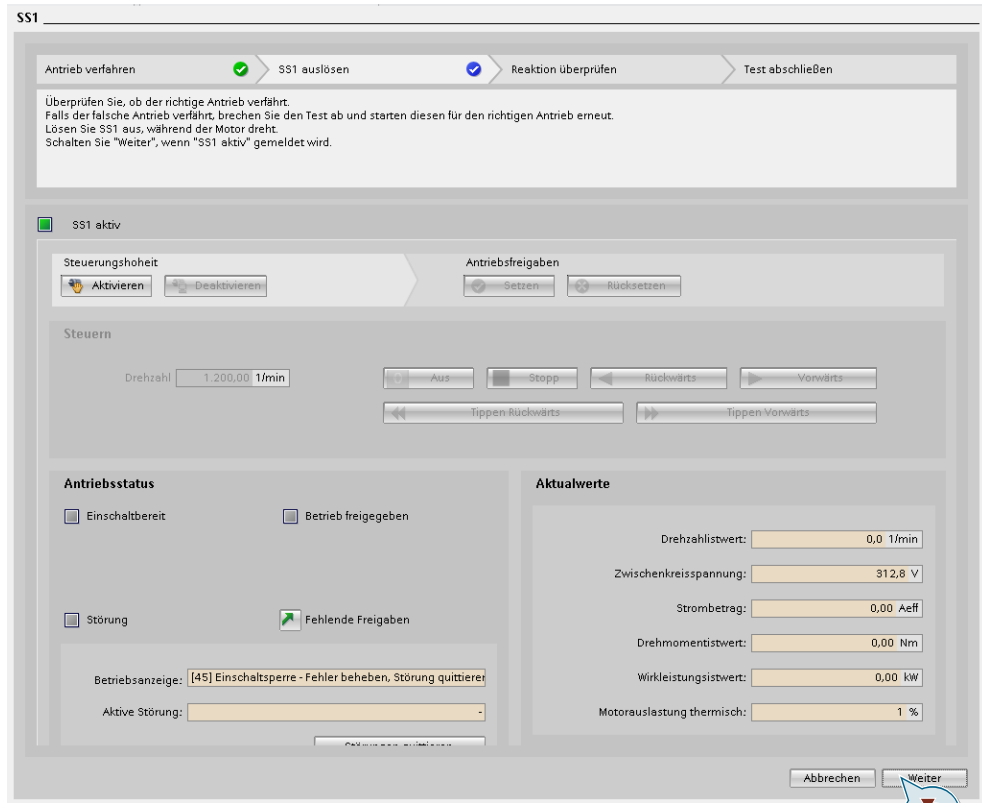 SS1
Antrieb verfahren
SS1 auslösen
Reaktion überprüfen
Test abschließen
Überprüfen Sie, ob der richtige Antrieb verfährt.
Falls der falsche Antrieb verfährt, brechen Sie den Test ab und starten diesen für den richtigen Antrieb erneut.
Lösen Sie SS1 aus, während der Motor dreht.
Schalten Sie "Weiter", wenn "SS1 aktiv" gemeldet wird.
SS1 aktiv
Steuerungshoheit
Antriebsfreigaben
Aktivieren
Deaktivieren
Setzen
Rücksetzen
Steuern
Drehzahl 1.200,00 1/min
Aus
Stopp
Rückwärts
Vorwärts
Tippen Rückwärts
Tippen Vorwärts
Antriebsstatus
Einschaltbereit
Betrieb freigegeben
Störung
Fehlende Freigaben
Betriebsanzeige: [45] Einschaltsperre - Fehler beheben, Störung quittieren
Aktive Störung: -
Aktualwerte
Drehzahlistwert: 0,0 1/min
Zwischenkreisspannung: 312,8 V
Strombetrag: 0,00 Aeff
Drehmomentistwert: 0,00 Nm
Wirkleistungsistwert: 0,00 kW
Motorauslastung thermisch: 1 %
Abbrechen
Weiter